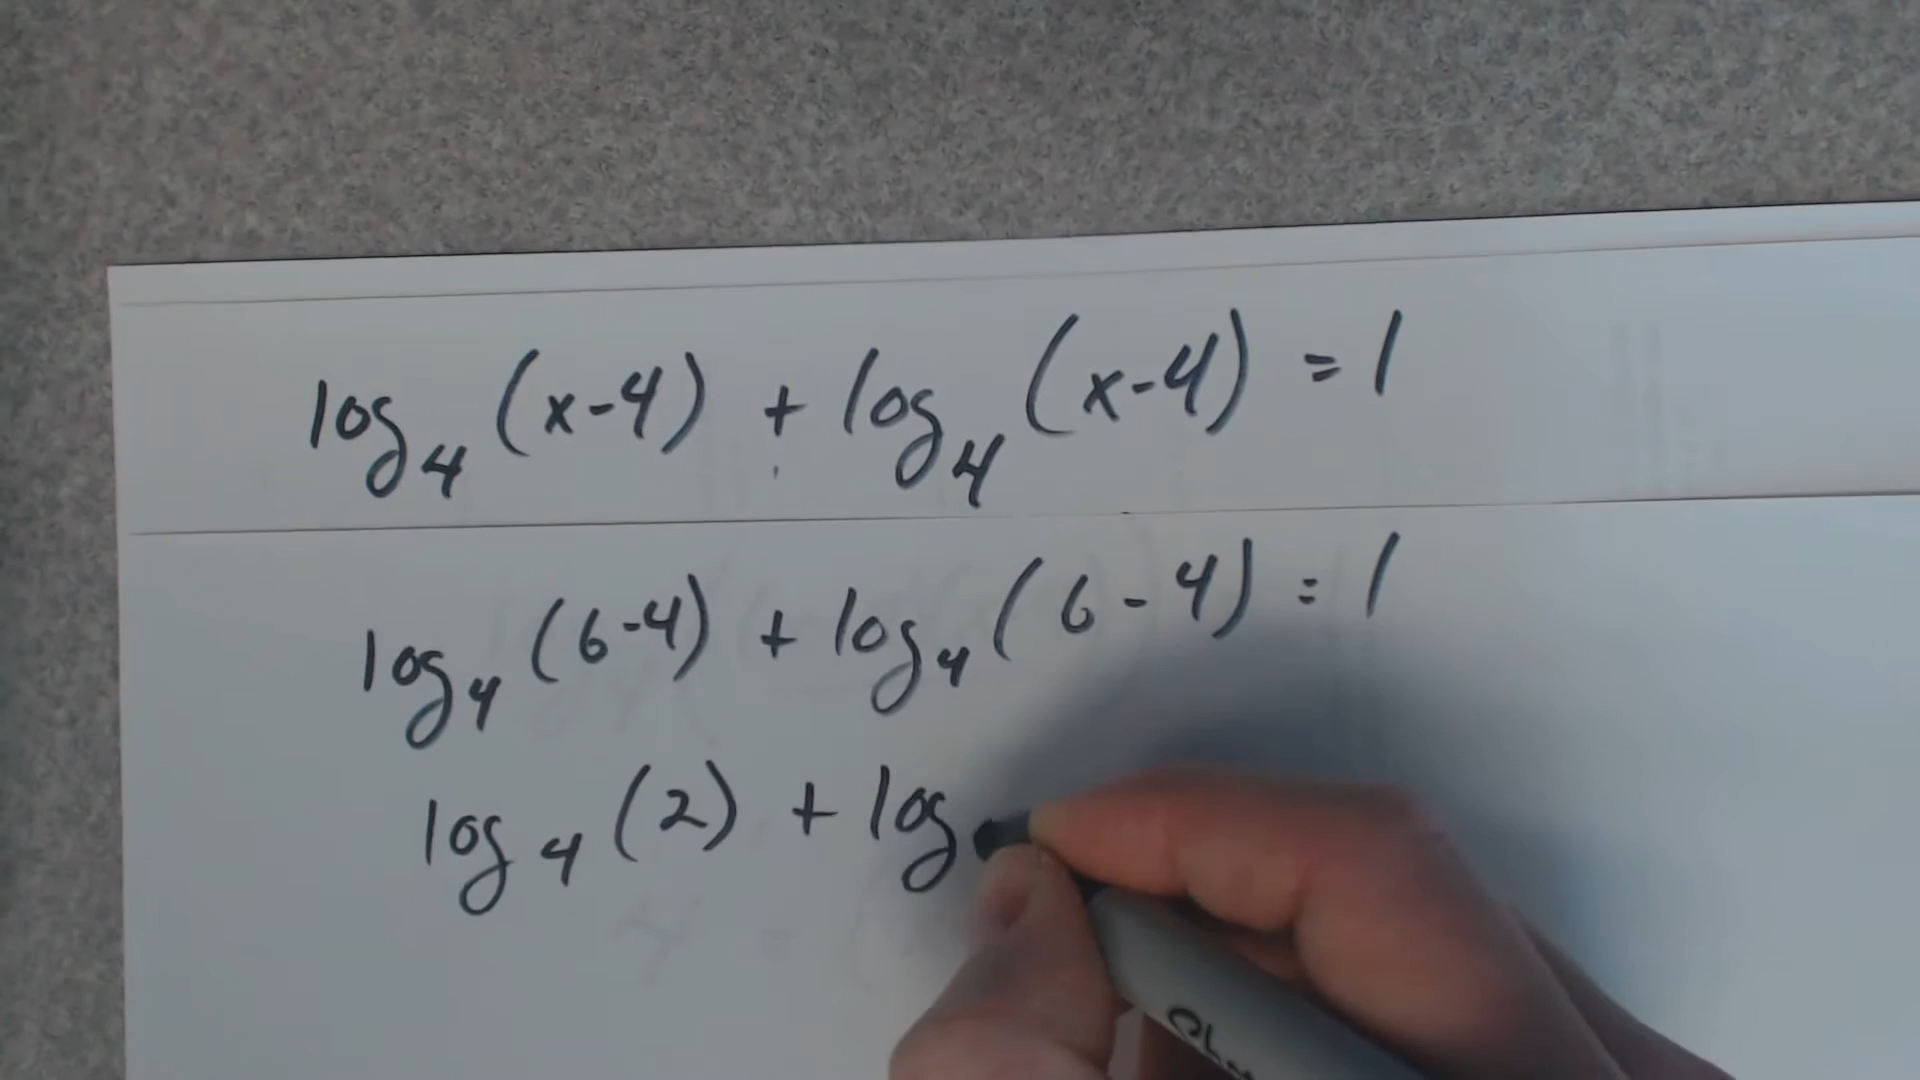 log₄(x-4) + log₄(x-4) = 1
log₄(6-4) + log₄(6-4) = 1
log₄(2) + log